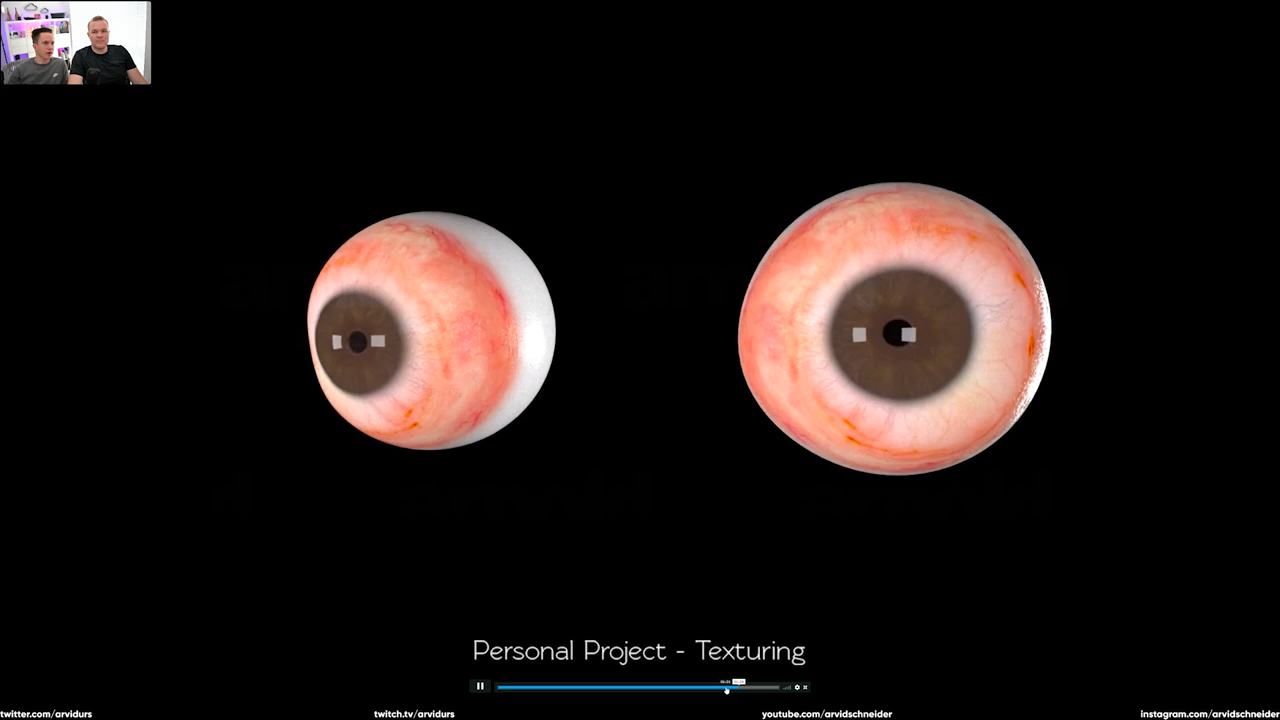 Personal Project - Texturing
twitter.com/arvidurs
twitch.tv/arvidurs
youtube.com/arvidschneider
instagram.com/arvidschneider